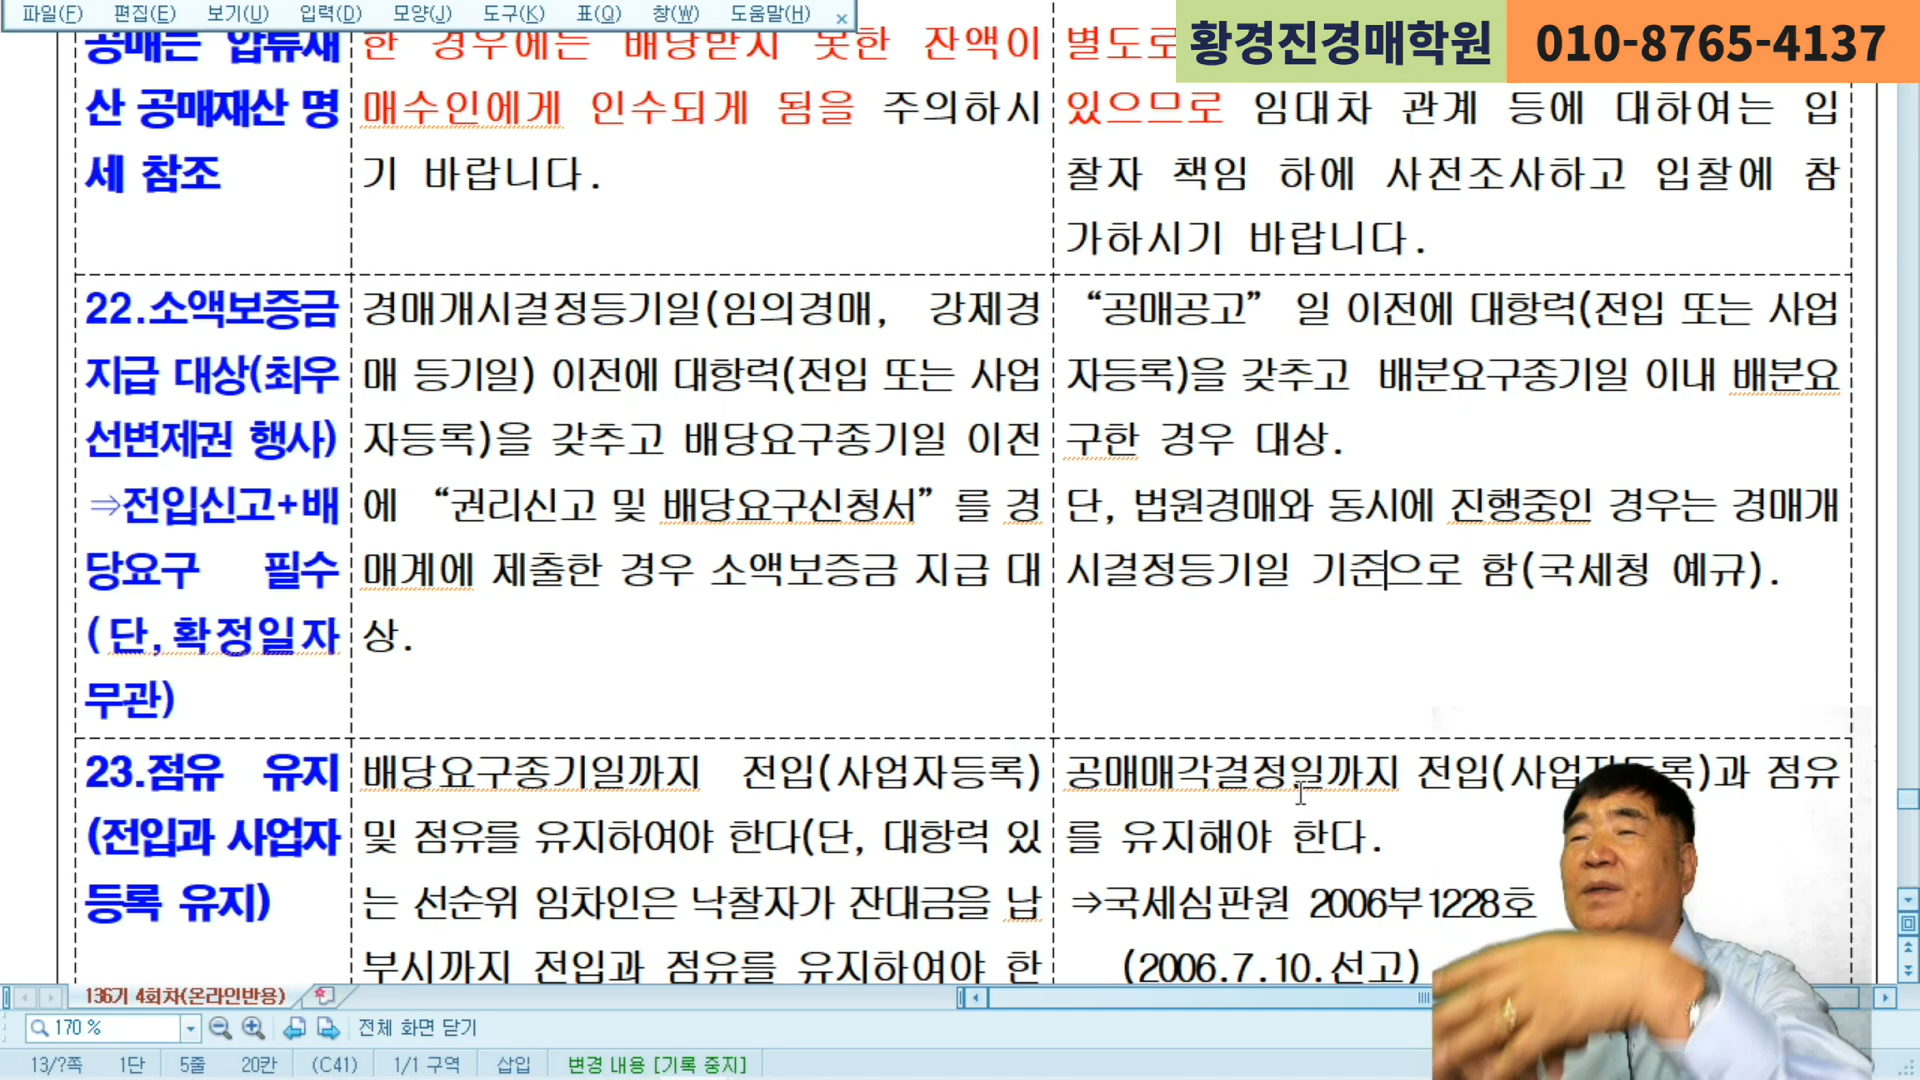 파일(F) 편집(E) 보기(U) 입력(D) 모양(J) 도구(K) 표(Q) 창(W) 도움말(H)
황경진경매학원 010-8765-4137
공매는 압류재
산 공매재산 명
세 참조
한 경우에는 배당받지 못한 잔액이
매수인에게 인수되게 됨을 주의하시
기 바랍니다.
별도로
있으므로 임대차 관계 등에 대하여는 입
찰자 책임 하에 사전조사하고 입찰에 참
가하시기 바랍니다.
22.소액보증금
지급 대상(최우
선변제권 행사)
⇒전입신고+배
당요구 필수
(단,확정일자
무관)
경매개시결정등기일(임의경매, 강제경
매 등기일) 이전에 대항력(전입 또는 사업
자등록)을 갖추고 배당요구종기일 이전
에 “권리신고 및 배당요구신청서”를 경
매계에 제출한 경우 소액보증금 지급 대
상.
“공매공고” 일 이전에 대항력(전입 또는 사업
자등록)을 갖추고 배분요구종기일 이내 배분요
구한 경우 대상.
단, 법원경매와 동시에 진행중인 경우는 경매개
시결정등기일 기준으로 함(국세청 예규).
23.점유 유지
(전입과 사업자
등록 유지)
배당요구종기일까지 전입(사업자등록)
및 점유를 유지하여야 한다(단, 대항력 있
는 선순위 임차인은 낙찰자가 잔대금을 납
부시까지 전입과 점유를 유지하여야 한
공매매각결정일까지 전입(사업자등록)과 점유
를 유지해야 한다.
⇒국세심판원 2006부1228호
(2006.7.10.선고)
136기 4회차(온라인반용)
170 % 전체 화면 닫기
13/?쪽 1단 5줄 20칸 (C41) 1/1 구역 삽입 변경 내용 [기록 중지]